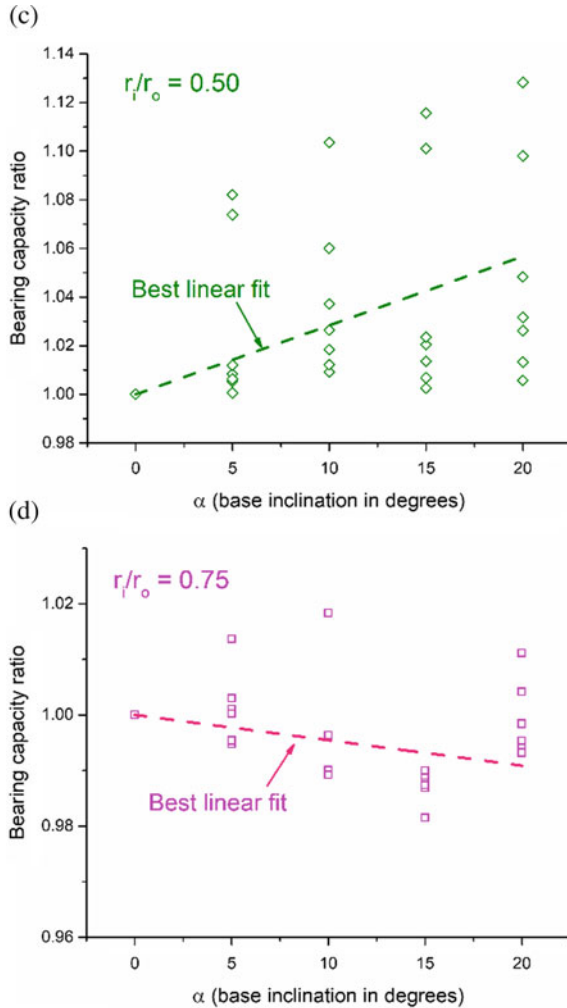 (c)
1.14
1.12
1.10
1.08
1.06
1.04
1.02
1.00
0.98
Bearing capacity ratio
rᵢ/rₒ = 0.50
Best linear fit
0 5 10 15 20
α (base inclination in degrees)
(d)
1.02
1.00
0.98
0.96
Bearing capacity ratio
rᵢ/rₒ = 0.75
Best linear fit
0 5 10 15 20
α (base inclination in degrees)